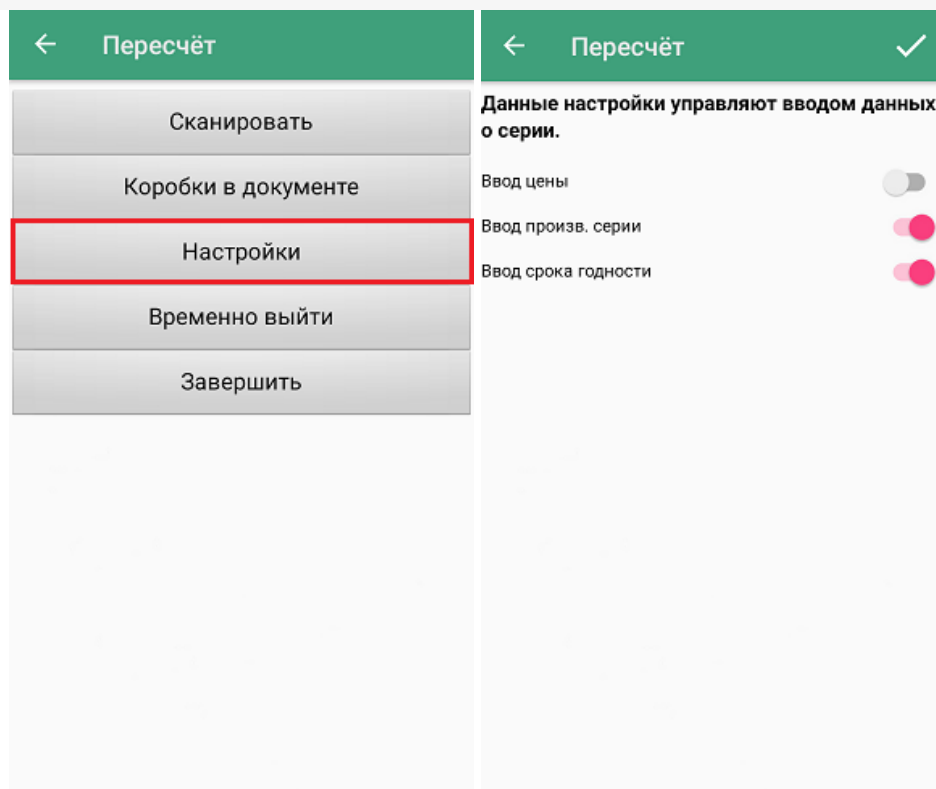 Пересчёт
Сканировать
Коробки в документе
Настройки
Временно выйти
Завершить
Пересчёт
Данные настройки управляют вводом данных
о серии.
Ввод цены
Ввод произв. серии
Ввод срока годности